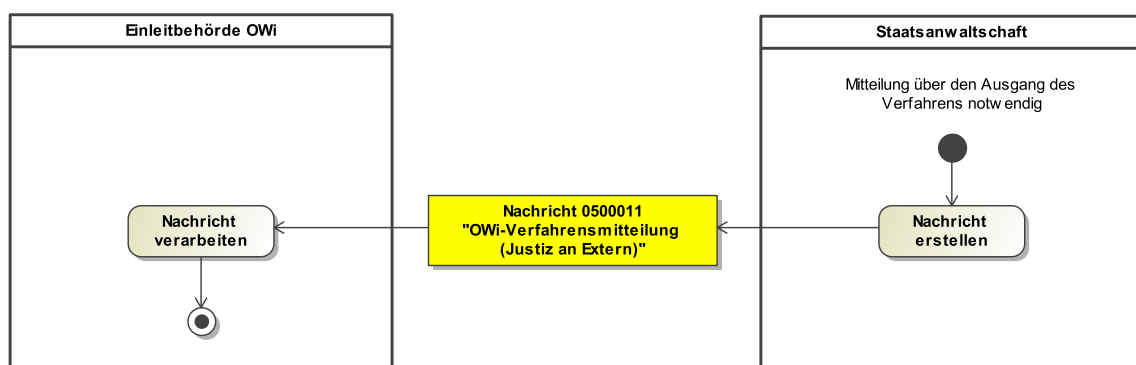 Einleitbehörde OWi
Staatsanwaltschaft
Mitteilung über den Ausgang des
Verfahrens notwendig
Nachricht
verarbeiten
Nachricht 0500011
"OWi-Verfahrensmitteilung
(Justiz an Extern)"
Nachricht
erstellen